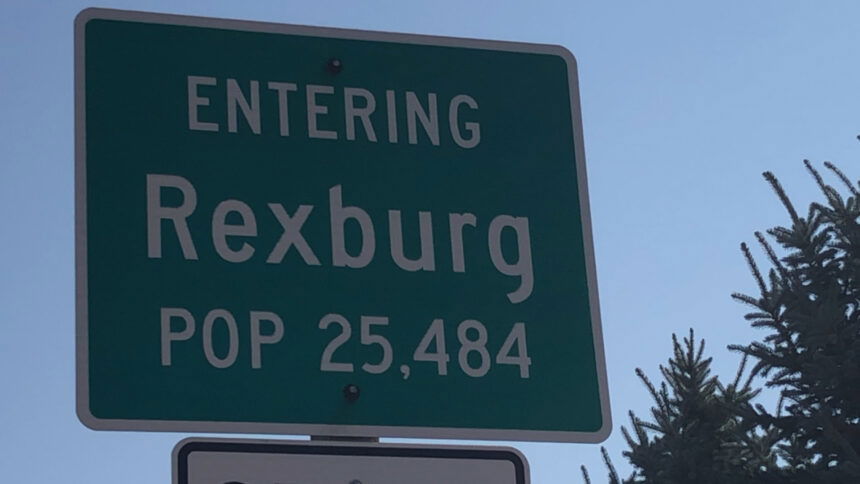 ENTERING
Rexburg
POP 25,484